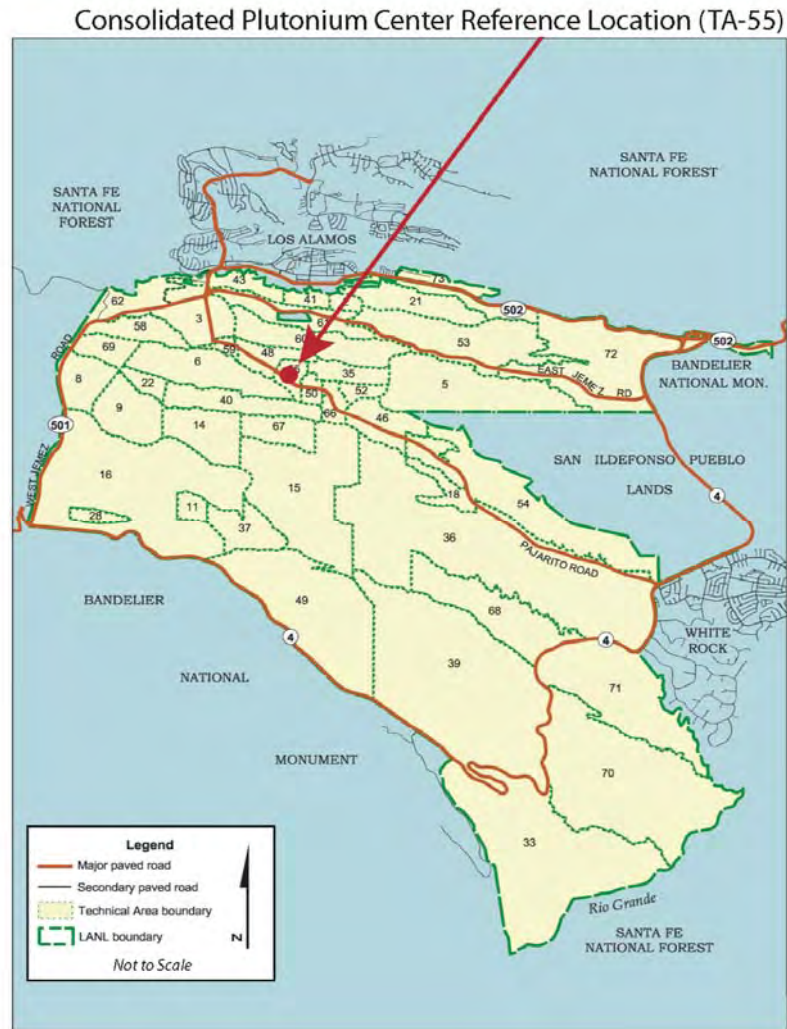 Consolidated Plutonium Center Reference Location (TA-55)
SANTA FE
NATIONAL FOREST
SANTA FE
NATIONAL
FOREST
LOS ALAMOS
73
43
62
41
21
502
58
3
61
60
53
72
502
BANDELIER
NATIONAL MON.
69
59
48
6
35
EAST JEMEZ RD
ROAD
8
22
50
52
5
9
40
66
46
501
14
67
SAN ILDEFONSO PUEBLO
LANDS
4
WEST JEMEZ
16
15
18
54
28
11
37
36
PAJARITO ROAD
BANDELIER
49
68
WHITE
ROCK
4
4
NATIONAL
39
71
MONUMENT
70
33
Rio Grande
SANTA FE
NATIONAL FOREST
Legend
Major paved road
Secondary paved road
Technical Area boundary
LANL boundary
N
Not to Scale